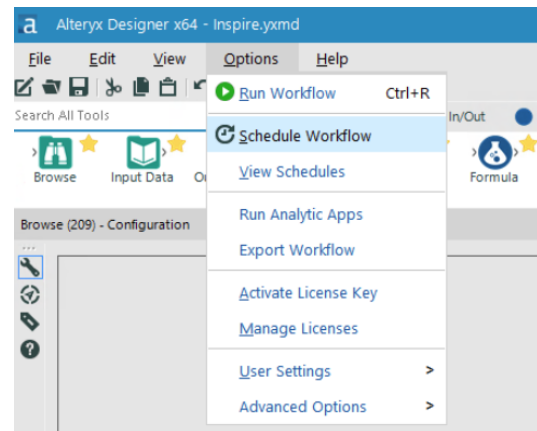 a Alteryx Designer x64 - Inspire.yxmd
File Edit View Options Help
Search All Tools
In/Out
Run Workflow Ctrl+R
Schedule Workflow
View Schedules
Run Analytic Apps
Export Workflow
Activate License Key
Manage Licenses
User Settings >
Advanced Options >
Browse Input Data Formula
Browse (209) - Configuration